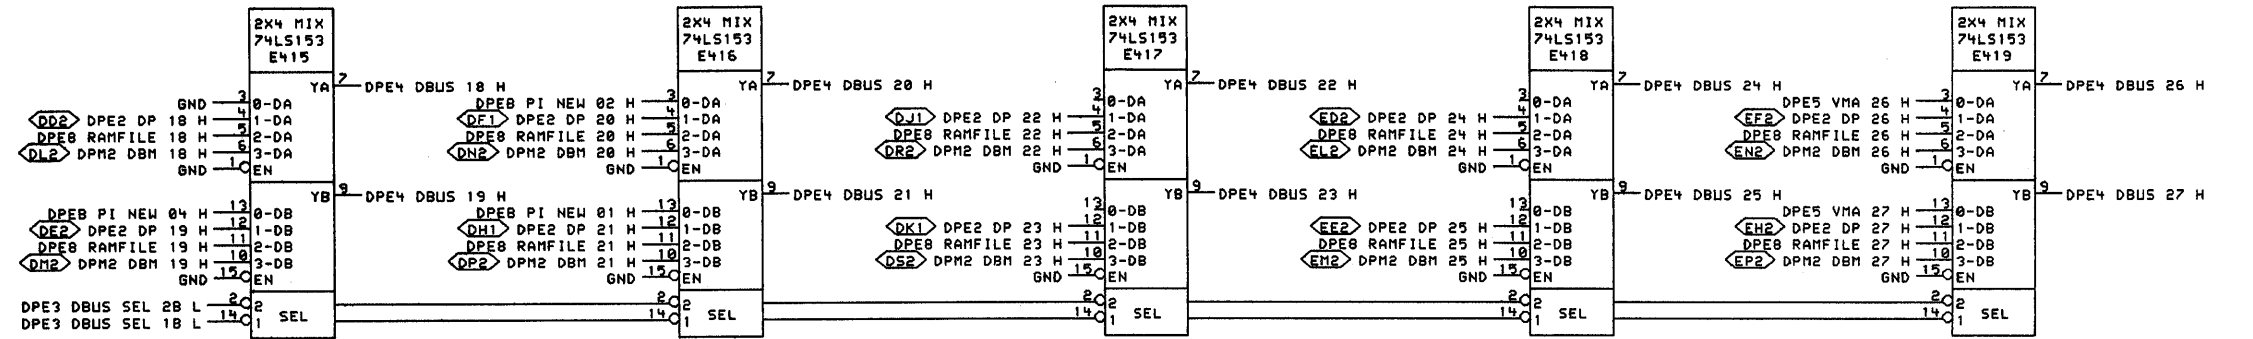 2X4 MIX 2X4 MIX 2X4 MIX 2X4 MIX 2X4 MIX
74LS153 74LS153 74LS153 74LS153 74LS153
E415 E416 E417 E418 E419
YA 7 DPE4 DBUS 18 H YA 7 DPE4 DBUS 20 H YA 7 DPE4 DBUS 22 H YA 7 DPE4 DBUS 24 H YA 7 DPE4 DBUS 26 H
GND 3 0-DA DPEB PI NEW 02 H 3 0-DA 3 0-DA 3 0-DA DPE5 VMA 26 H 3 0-DA
DD2 DPE2 DP 18 H 4 1-DA DF1 DPE2 DP 20 H 4 1-DA DJ1 DPE2 DP 22 H 4 1-DA ED2 DPE2 DP 24 H 4 1-DA EF2 DPE2 DP 26 H 4 1-DA
DPE8 RAMFILE 18 H 5 2-DA DPE8 RAMFILE 20 H 5 2-DA DPE8 RAMFILE 22 H 5 2-DA DPE8 RAMFILE 24 H 5 2-DA DPE8 RAMFILE 26 H 5 2-DA
DL2 DPM2 DBM 18 H 6 3-DA DN2 DPM2 DBM 20 H 6 3-DA DR2 DPM2 DBM 22 H 6 3-DA EL2 DPM2 DBM 24 H 6 3-DA EN2 DPM2 DBM 26 H 6 3-DA
GND 1 EN GND 1 EN GND 1 EN GND 1 EN GND 1 EN
YB 9 DPE4 DBUS 19 H YB 9 DPE4 DBUS 21 H YB 9 DPE4 DBUS 23 H YB 9 DPE4 DBUS 25 H YB 9 DPE4 DBUS 27 H
DPEB PI NEW 04 H 13 0-DB DPEB PI NEW 01 H 13 0-DB 13 0-DB 13 0-DB DPE5 VMA 27 H 13 0-DB
DE2 DPE2 DP 19 H 12 1-DB DH1 DPE2 DP 21 H 12 1-DB DK1 DPE2 DP 23 H 12 1-DB EE2 DPE2 DP 25 H 12 1-DB EH2 DPE2 DP 27 H 12 1-DB
DPE8 RAMFILE 19 H 11 2-DB DPE8 RAMFILE 21 H 11 2-DB DPE8 RAMFILE 23 H 11 2-DB DPE8 RAMFILE 25 H 11 2-DB DPE8 RAMFILE 27 H 11 2-DB
DM2 DPM2 DBM 19 H 10 3-DB DP2 DPM2 DBM 21 H 10 3-DB DS2 DPM2 DBM 23 H 10 3-DB EM2 DPM2 DBM 25 H 10 3-DB EP2 DPM2 DBM 27 H 10 3-DB
GND 15 EN GND 15 EN GND 15 EN GND 15 EN GND 15 EN
DPE3 DBUS SEL 2B L 2 2 2 2 2 2 2 2 2 2
DPE3 DBUS SEL 1B L 14 1 SEL 14 1 SEL 14 1 SEL 14 1 SEL 14 1 SEL